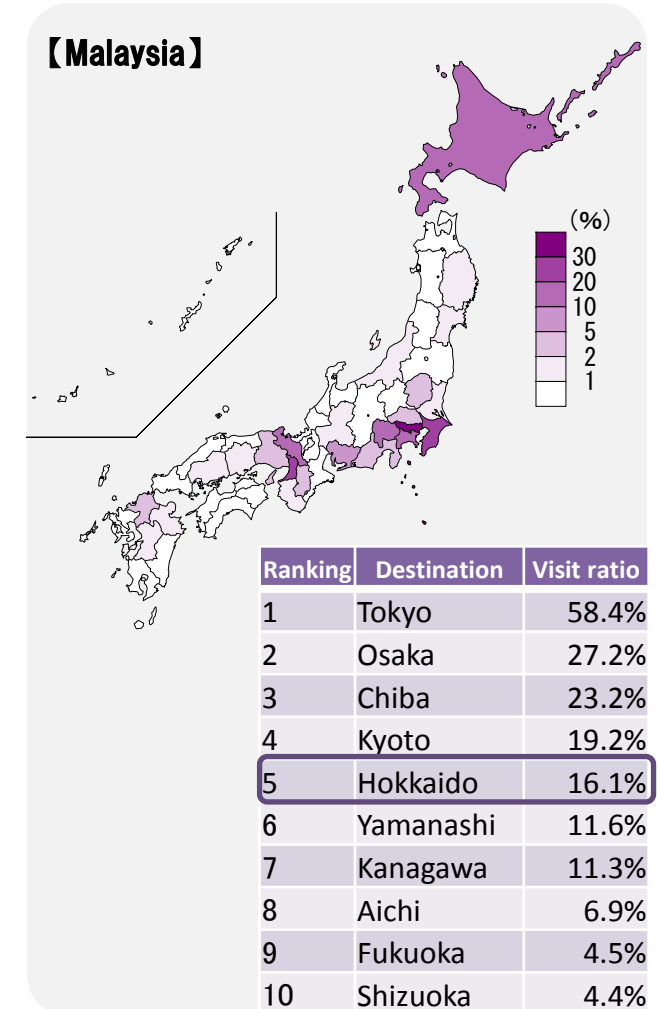 【Malaysia】
(%)
30
20
10
5
2
1
Ranking Destination Visit ratio
1 Tokyo 58.4%
2 Osaka 27.2%
3 Chiba 23.2%
4 Kyoto 19.2%
5 Hokkaido 16.1%
6 Yamanashi 11.6%
7 Kanagawa 11.3%
8 Aichi 6.9%
9 Fukuoka 4.5%
10 Shizuoka 4.4%